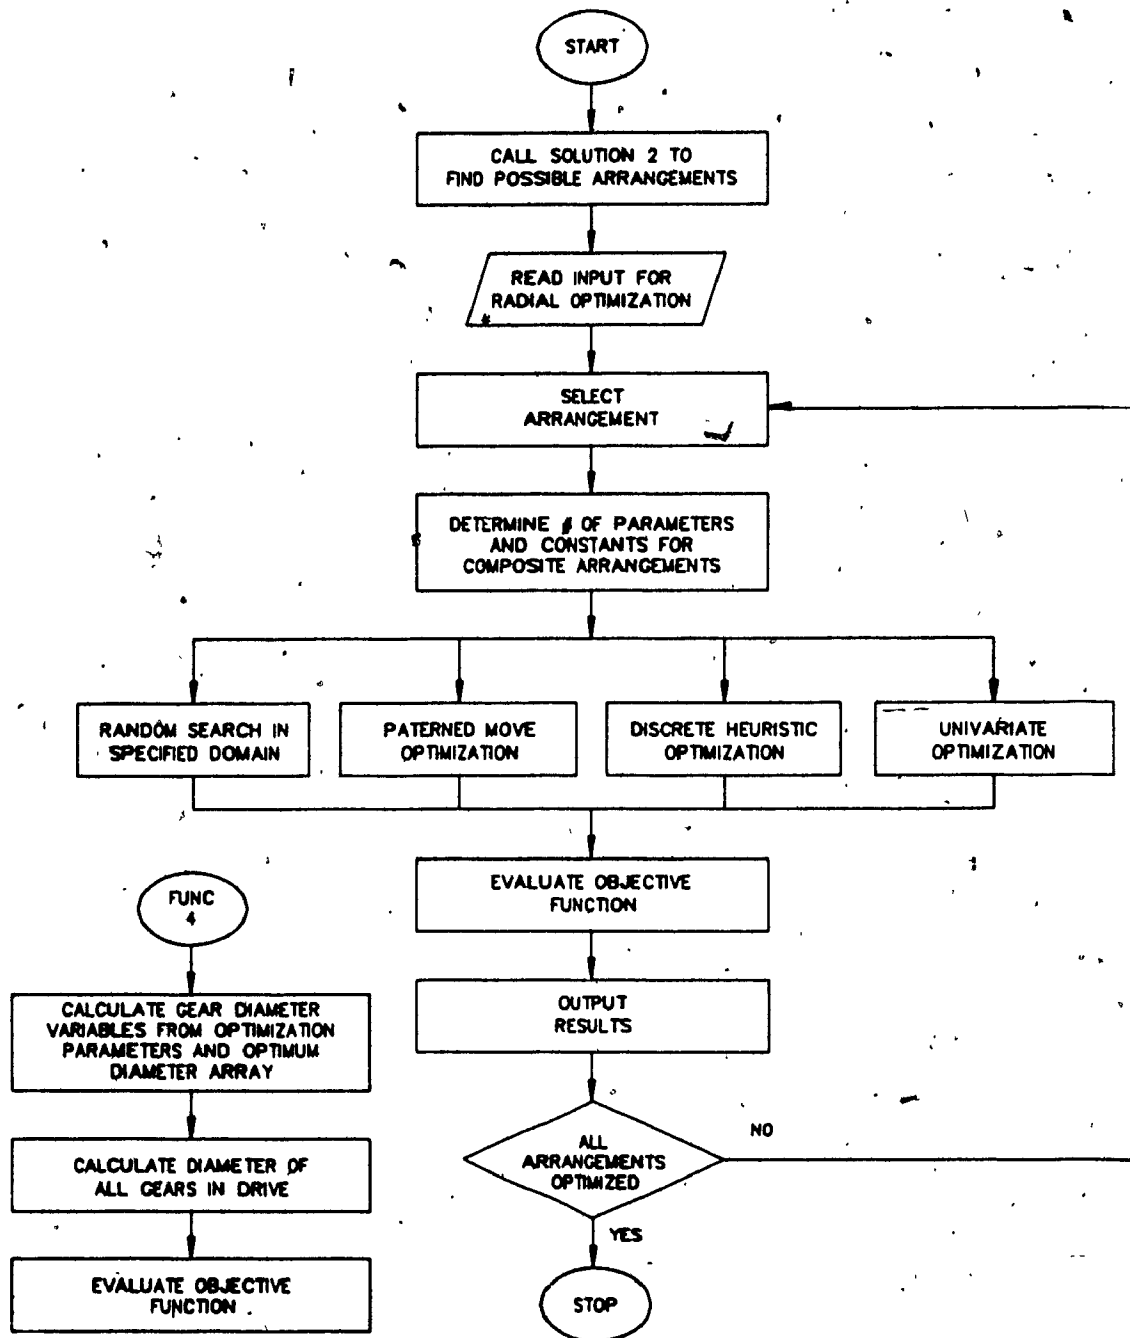 START
CALL SOLUTION 2 TO
FIND POSSIBLE ARRANGEMENTS
READ INPUT FOR
RADIAL OPTIMIZATION
SELECT
ARRANGEMENT
DETERMINE # OF PARAMETERS
AND CONSTANTS FOR
COMPOSITE ARRANGEMENTS
RANDOM SEARCH IN
SPECIFIED DOMAIN
PATERNED MOVE
OPTIMIZATION
DISCRETE HEURISTIC
OPTIMIZATION
UNIVARIATE
OPTIMIZATION
EVALUATE OBJECTIVE
FUNCTION
OUTPUT
RESULTS
ALL
ARRANGEMENTS
OPTIMIZED
NO
YES
STOP
FUNC
4
CALCULATE GEAR DIAMETER
VARIABLES FROM OPTIMIZATION
PARAMETERS AND OPTIMUM
DIAMETER ARRAY
CALCULATE DIAMETER OF
ALL GEARS IN DRIVE
EVALUATE OBJECTIVE
FUNCTION